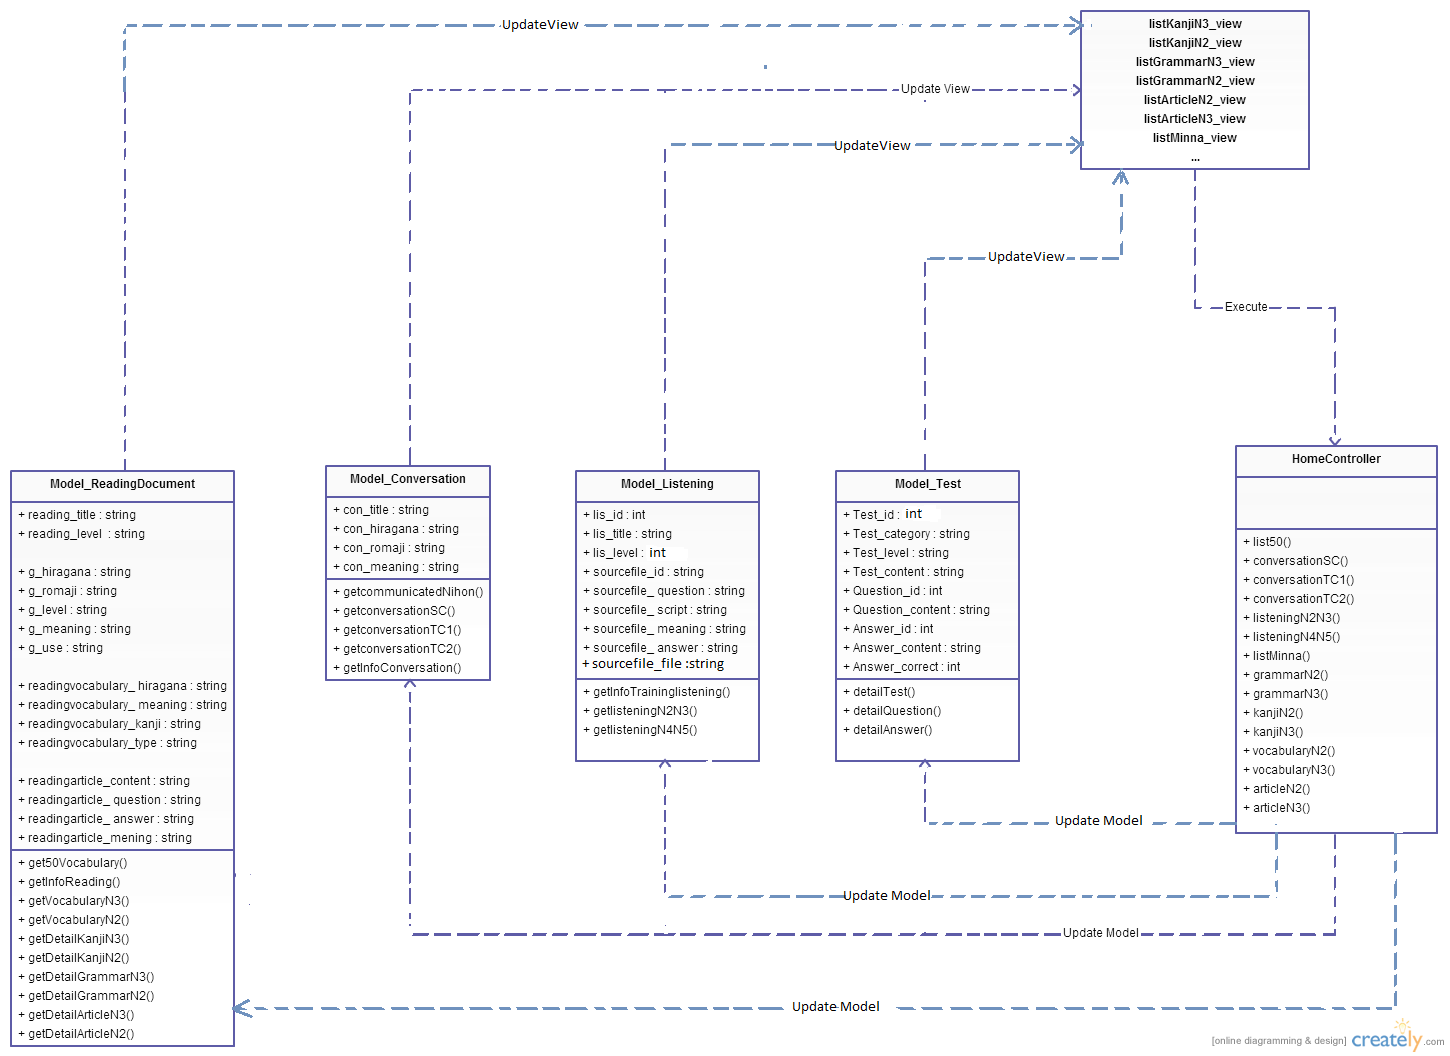 UpdateView
Update View
UpdateView
UpdateView
listKanjiN3_view
listKanjiN2_view
listGrammarN3_view
listGrammarN2_view
listArticleN2_view
listArticleN3_view
listMinna_view
...
Execute
Model_ReadingDocument
+ reading_title : string
+ reading_level : string
+ g_hiragana : string
+ g_romaji : string
+ g_level : string
+ g_meaning : string
+ g_use : string
+ readingvocabulary_ hiragana : string
+ readingvocabulary_ meaning : string
+ readingvocabulary_kanji : string
+ readingvocabulary_type : string
+ readingarticle_content : string
+ readingarticle_ question : string
+ readingarticle_ answer : string
+ readingarticle_mening : string
+ get50Vocabulary()
+ getInfoReading()
+ getVocabularyN3()
+ getVocabularyN2()
+ getDetailKanjiN3()
+ getDetailKanjiN2()
+ getDetailGrammarN3()
+ getDetailGrammarN2()
+ getDetailArticleN3()
+ getDetailArticleN2()
Model_Conversation
+ con_title : string
+ con_hiragana : string
+ con_romaji : string
+ con_meaning : string
+ getcommunicatedNihon()
+ getconversationSC()
+ getconversationTC1()
+ getconversationTC2()
+ getInfoConversation()
Model_Listening
+ lis_id : int
+ lis_title : string
+ lis_level : int
+ sourcefile_id : string
+ sourcefile_ question : string
+ sourcefile_ script : string
+ sourcefile_ meaning : string
+ sourcefile_ answer : string
+ sourcefile_file :string
+ getInfoTraininglistening()
+ getlisteningN2N3()
+ getlisteningN4N5()
Model_Test
+ Test_id : int
+ Test_category : string
+ Test_level : string
+ Test_content : string
+ Question_id : int
+ Question_content : string
+ Answer_id : int
+ Answer_content : string
+ Answer_correct : int
+ detailTest()
+ detailQuestion()
+ detailAnswer()
HomeController
+ list50()
+ conversationSC()
+ conversationTC1()
+ conversationTC2()
+ listeningN2N3()
+ listeningN4N5()
+ listMinna()
+ grammarN2()
+ grammarN3()
+ kanjiN2()
+ kanjiN3()
+ vocabularyN2()
+ vocabularyN3()
+ articleN2()
+ articleN3()
Update Model
Update Model
Update Model
Update Model
[online diagramming & design] creately.com